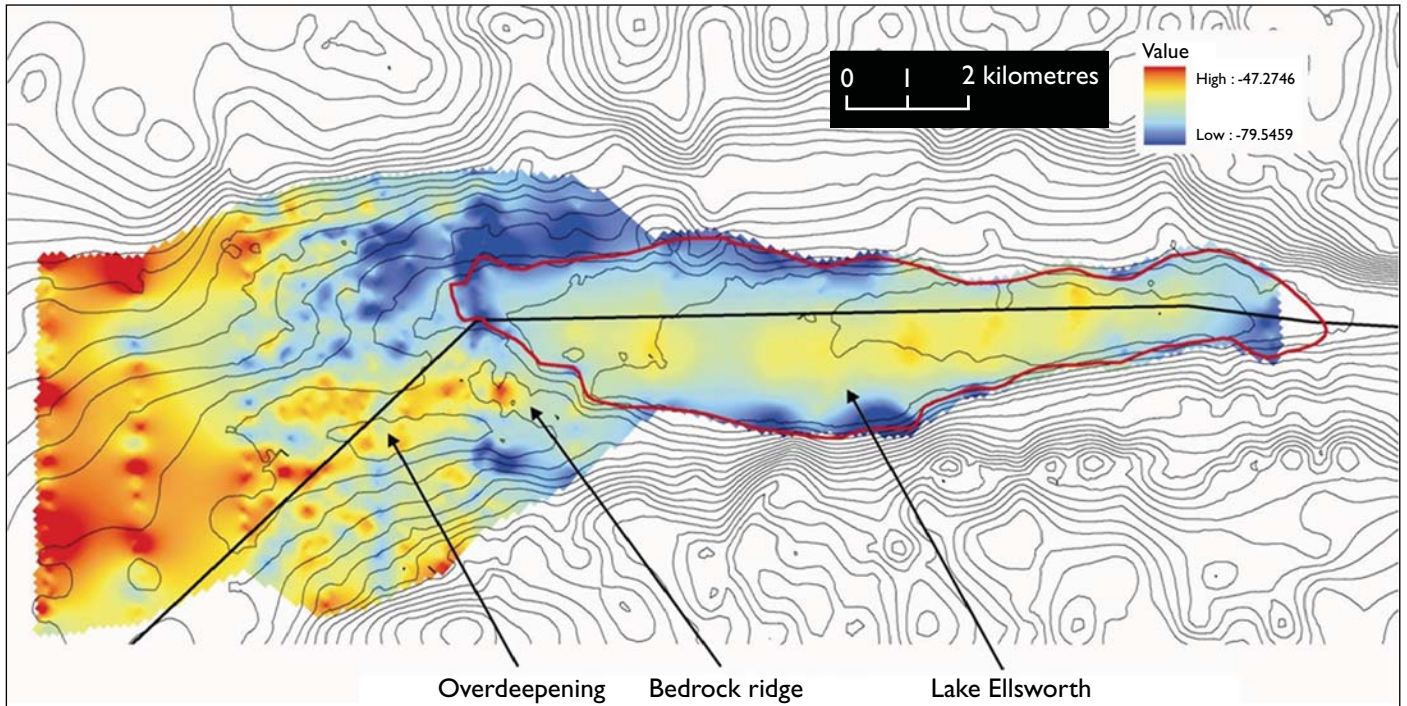 0 1 2 kilometres
Value
High : -47.2746
Low : -79.5459
Overdeepening
Bedrock ridge
Lake Ellsworth